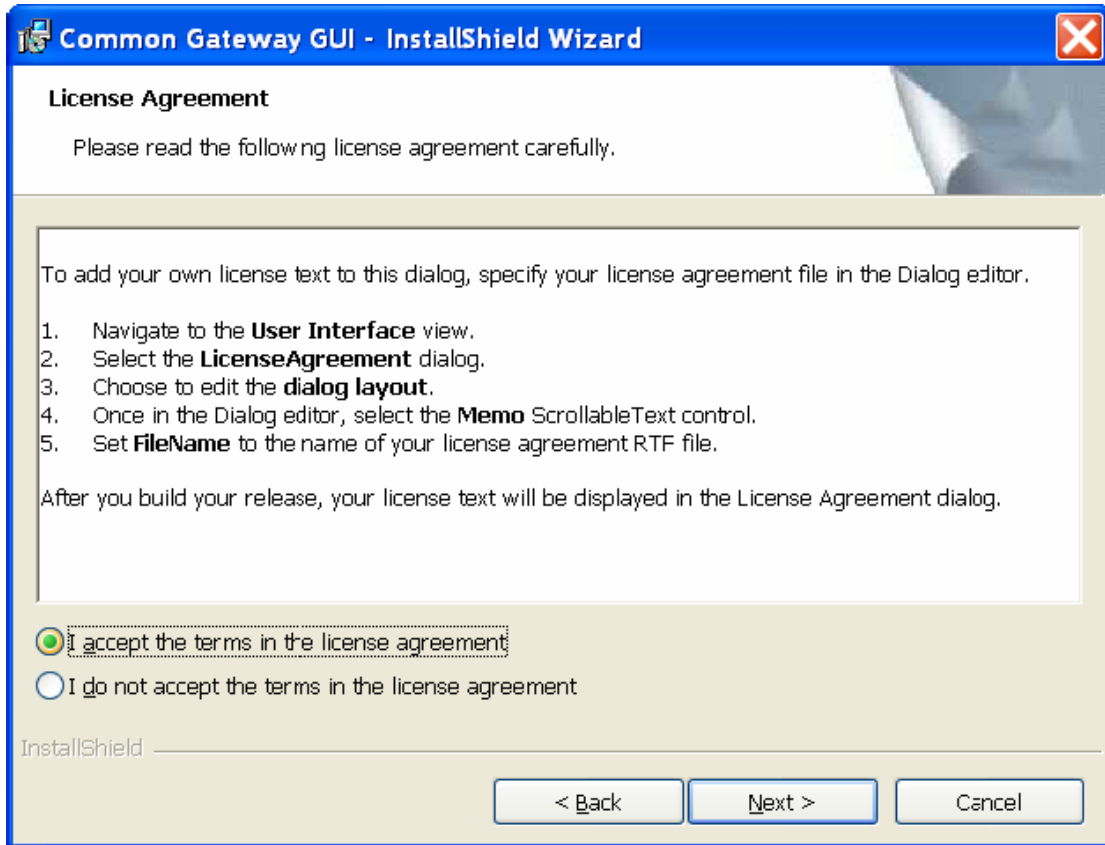 Common Gateway GUI - InstallShield Wizard
License Agreement
Please read the following license agreement carefully.
To add your own license text to this dialog, specify your license agreement file in the Dialog editor.
1. Navigate to the User Interface view.
2. Select the LicenseAgreement dialog.
3. Choose to edit the dialog layout.
4. Once in the Dialog editor, select the Memo ScrollableText control.
5. Set FileName to the name of your license agreement RTF file.
After you build your release, your license text will be displayed in the License Agreement dialog.
I accept the terms in the license agreement
I do not accept the terms in the license agreement
InstallShield
< Back Next > Cancel